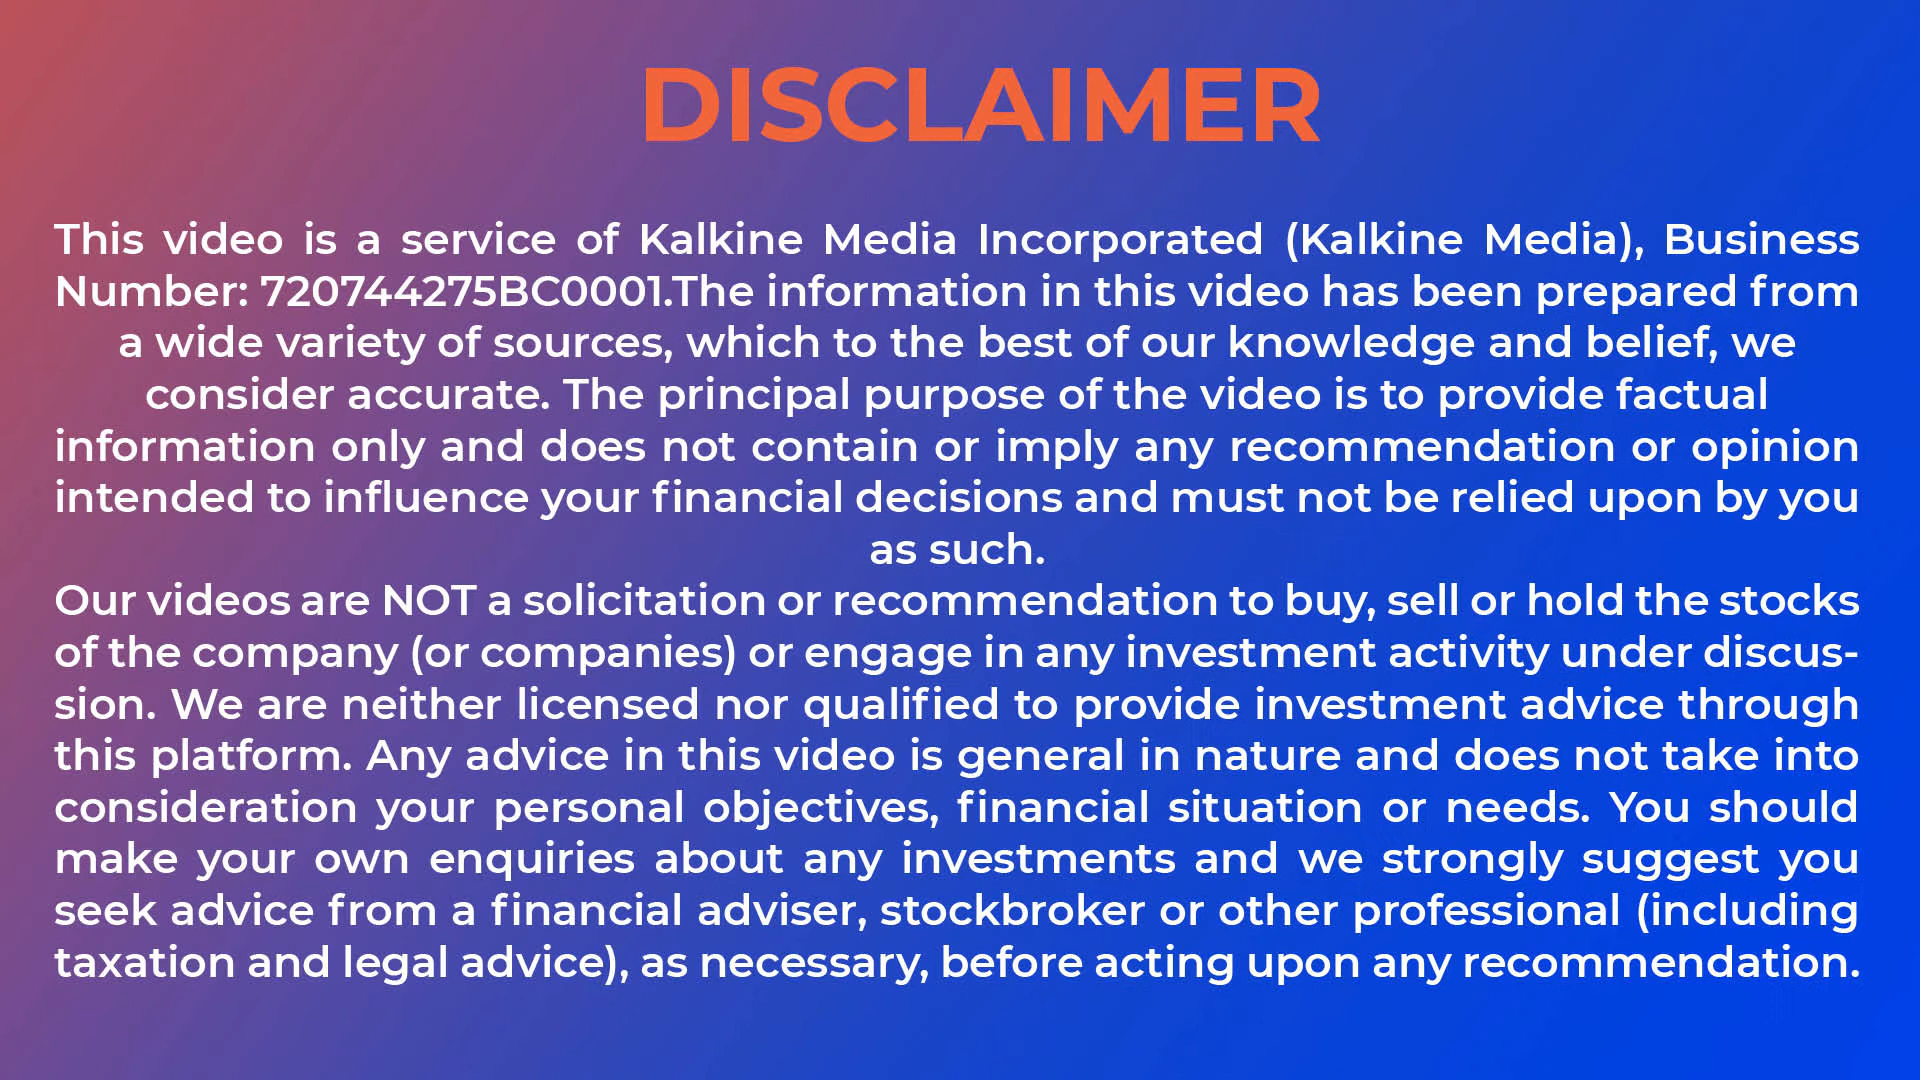 DISCLAIMER
This video is a service of Kalkine Media Incorporated (Kalkine Media), Business
Number: 720744275BC0001.The information in this video has been prepared from
a wide variety of sources, which to the best of our knowledge and belief, we
consider accurate. The principal purpose of the video is to provide factual
information only and does not contain or imply any recommendation or opinion
intended to influence your financial decisions and must not be relied upon by you
as such.
Our videos are NOT a solicitation or recommendation to buy, sell or hold the stocks
of the company (or companies) or engage in any investment activity under discus-
sion. We are neither licensed nor qualified to provide investment advice through
this platform. Any advice in this video is general in nature and does not take into
consideration your personal objectives, financial situation or needs. You should
make your own enquiries about any investments and we strongly suggest you
seek advice from a financial adviser, stockbroker or other professional (including
taxation and legal advice), as necessary, before acting upon any recommendation.